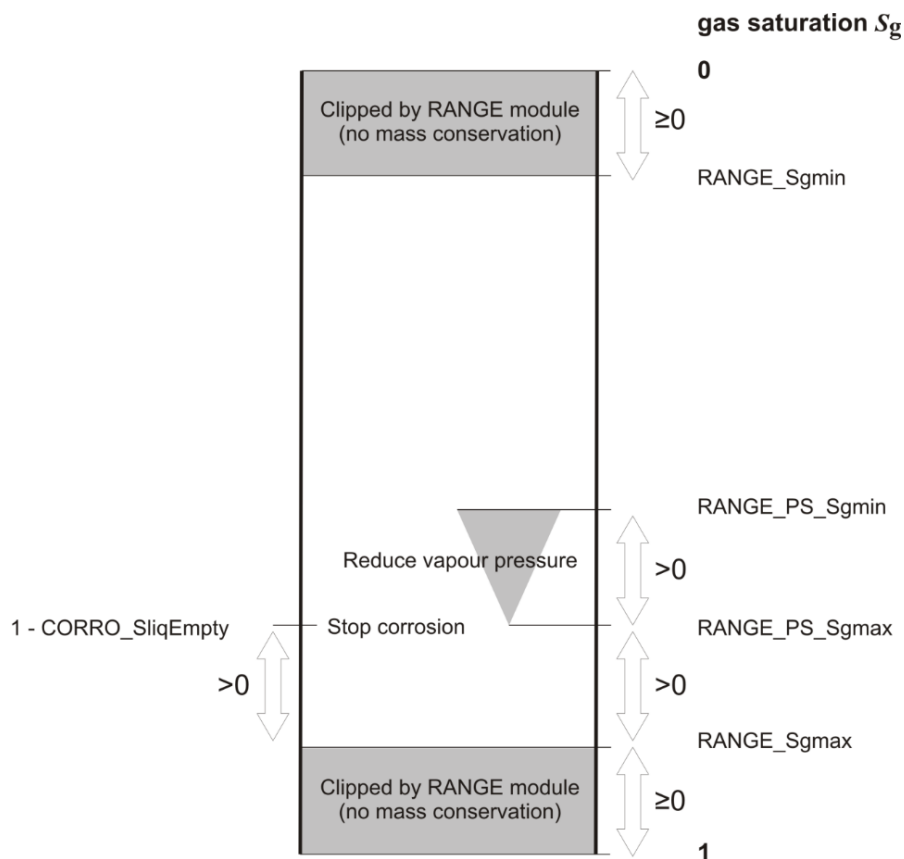 gas saturation Sg
0
Clipped by RANGE module
(no mass conservation)
≥0
RANGE_Sgmin
RANGE_PS_Sgmin
Reduce vapour pressure
>0
1 - CORRO_SliqEmpty
Stop corrosion
RANGE_PS_Sgmax
>0
>0
RANGE_Sgmax
Clipped by RANGE module
(no mass conservation)
≥0
1